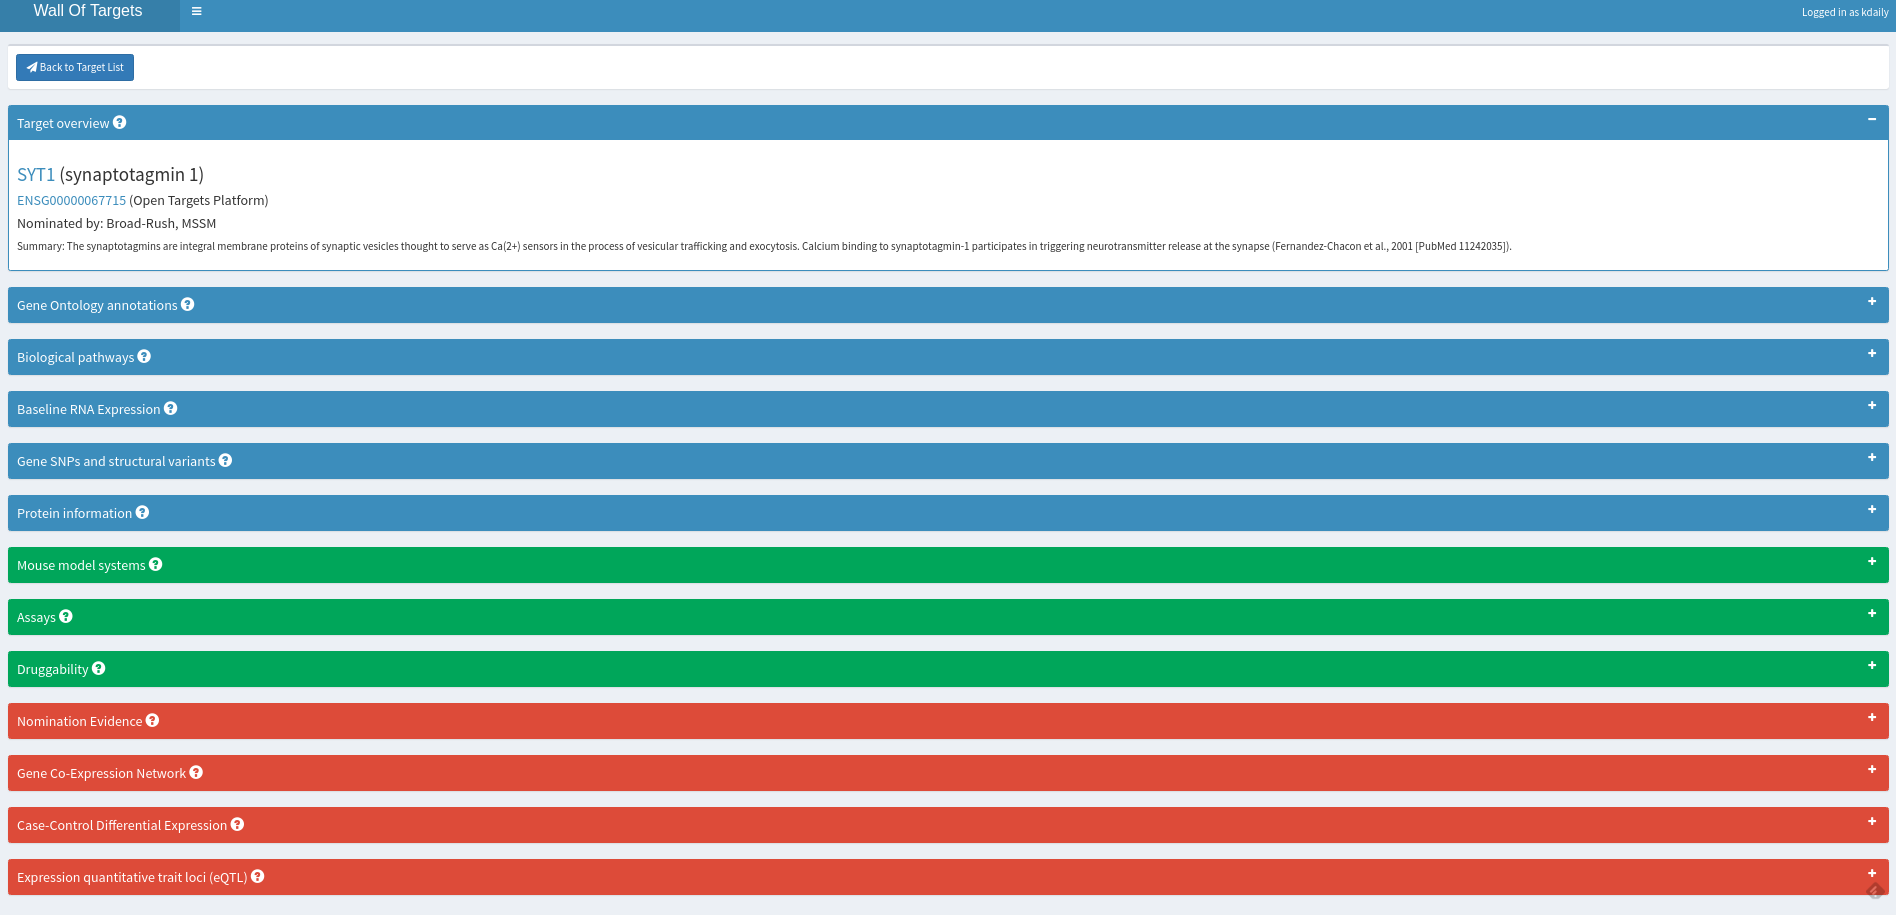 Wall Of Targets
Logged in as kdaily
Back to Target List
Target overview
SYT1 (synaptotagmin 1)
ENSG00000067715 (Open Targets Platform)
Nominated by: Broad-Rush, MSSM
Summary: The synaptotagmins are integral membrane proteins of synaptic vesicles thought to serve as Ca(2+) sensors in the process of vesicular trafficking and exocytosis. Calcium binding to synaptotagmin-1 participates in triggering neurotransmitter release at the synapse (Fernandez-Chacon et al., 2001 [PubMed 11242035]).
Gene Ontology annotations
Biological pathways
Baseline RNA Expression
Gene SNPs and structural variants
Protein information
Mouse model systems
Assays
Druggability
Nomination Evidence
Gene Co-Expression Network
Case-Control Differential Expression
Expression quantitative trait loci (eQTL)